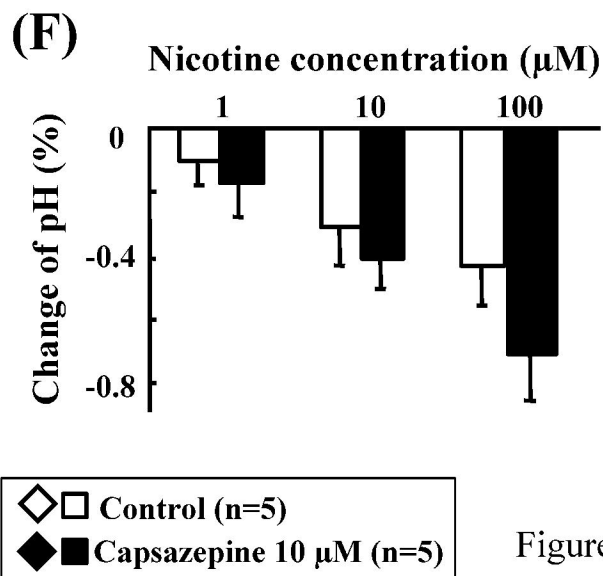 (F)
Nicotine concentration (μM)
1 10 100
Change of pH (%)
0
-0.4
-0.8
Control (n=5)
Capsazepine 10 μM (n=5)
Figure